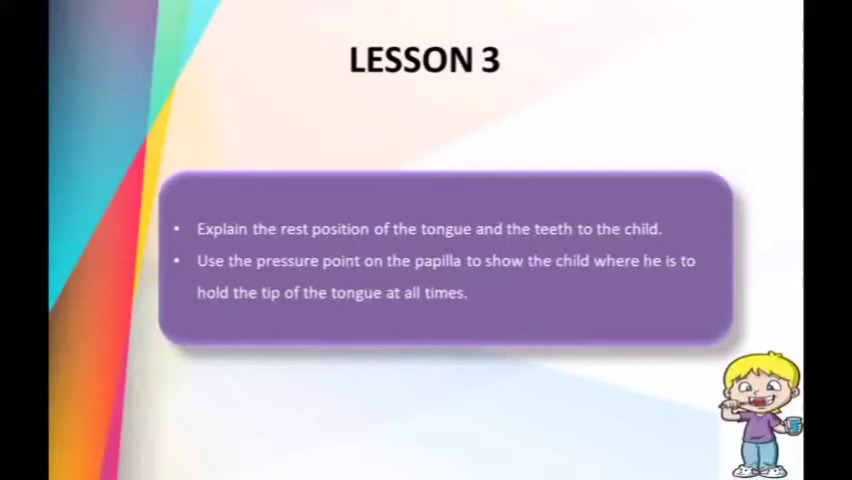 LESSON 3
• Explain the rest position of the tongue and the teeth to the child.
• Use the pressure point on the papilla to show the child where he is to
hold the tip of the tongue at all times.